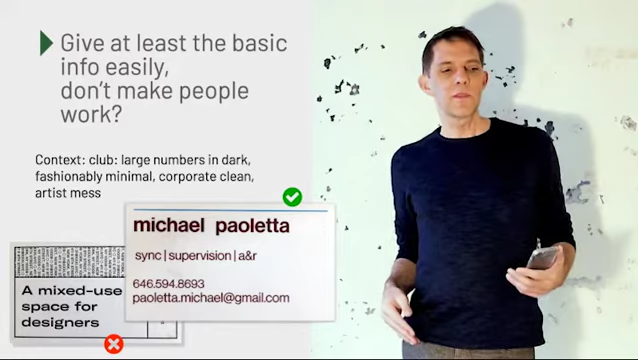 Give at least the basic
info easily,
don't make people
work?
Context: club: large numbers in dark,
fashionably minimal, corporate clean,
artist mess
michael paoletta
sync|supervision|a&r
646.594.8693
paoletta.michael@gmail.com
A mixed-use
space for
designers